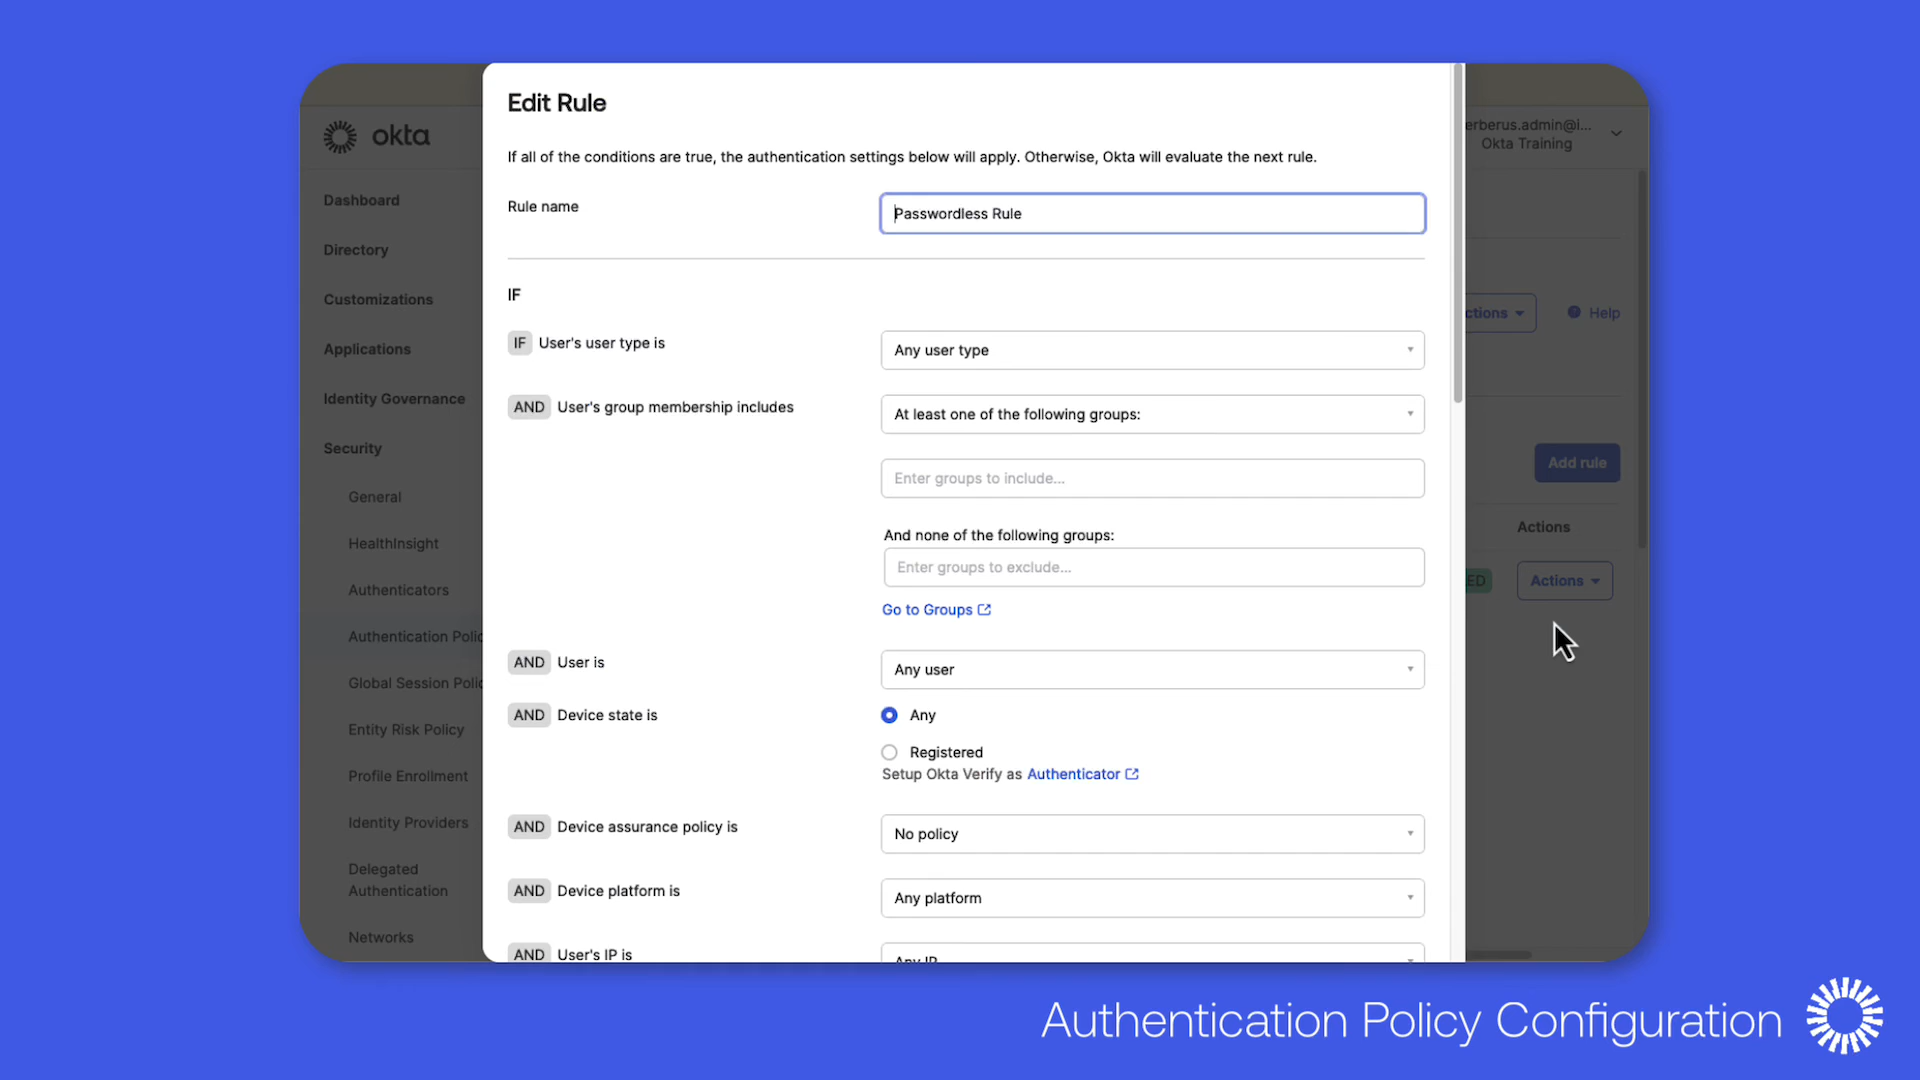 Edit Rule
If all of the conditions are true, the authentication settings below will apply. Otherwise, Okta will evaluate the next rule.
Rule name
Passwordless Rule
IF
IF User's user type is
Any user type
AND User's group membership includes
At least one of the following groups:
Enter groups to include...
And none of the following groups:
Enter groups to exclude...
Go to Groups
AND User is
Any user
AND Device state is
Any
Registered
Setup Okta Verify as Authenticator
AND Device assurance policy is
No policy
AND Device platform is
Any platform
AND User's IP is
Any IP
okta
Dashboard
Directory
Customizations
Applications
Identity Governance
Security
General
HealthInsight
Authenticators
Authentication Polic
Global Session Polic
Entity Risk Policy
Profile Enrollment
Identity Providers
Delegated
Authentication
Networks
erberus.admin@i...
Okta Training
ctions
Help
Add rule
Actions
ED
Actions
Authentication Policy Configuration